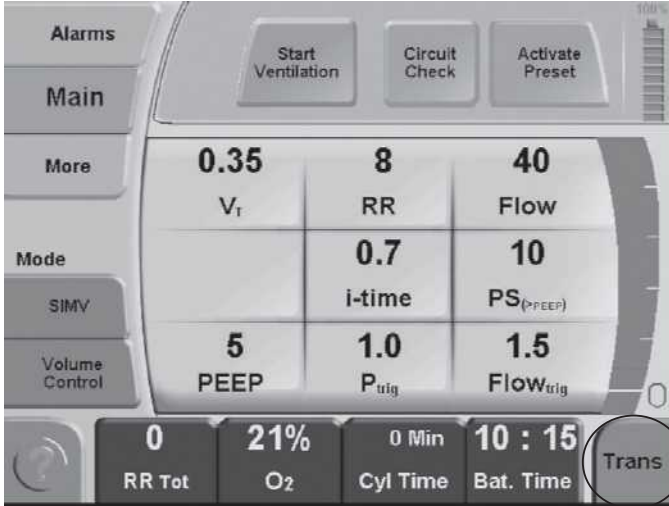 100%
Alarms
Start
Ventilation
Circuit
Check
Activate
Preset
Main
More
0.35
VT
8
RR
40
Flow
Mode
0.7
i-time
10
PS(>PEEP)
SIMV
5
PEEP
1.0
Ptrig
1.5
Flowtrig
Volume
Control
0
?
0
RR Tot
21%
O2
0 Min
Cyl Time
10 : 15
Bat. Time
Trans